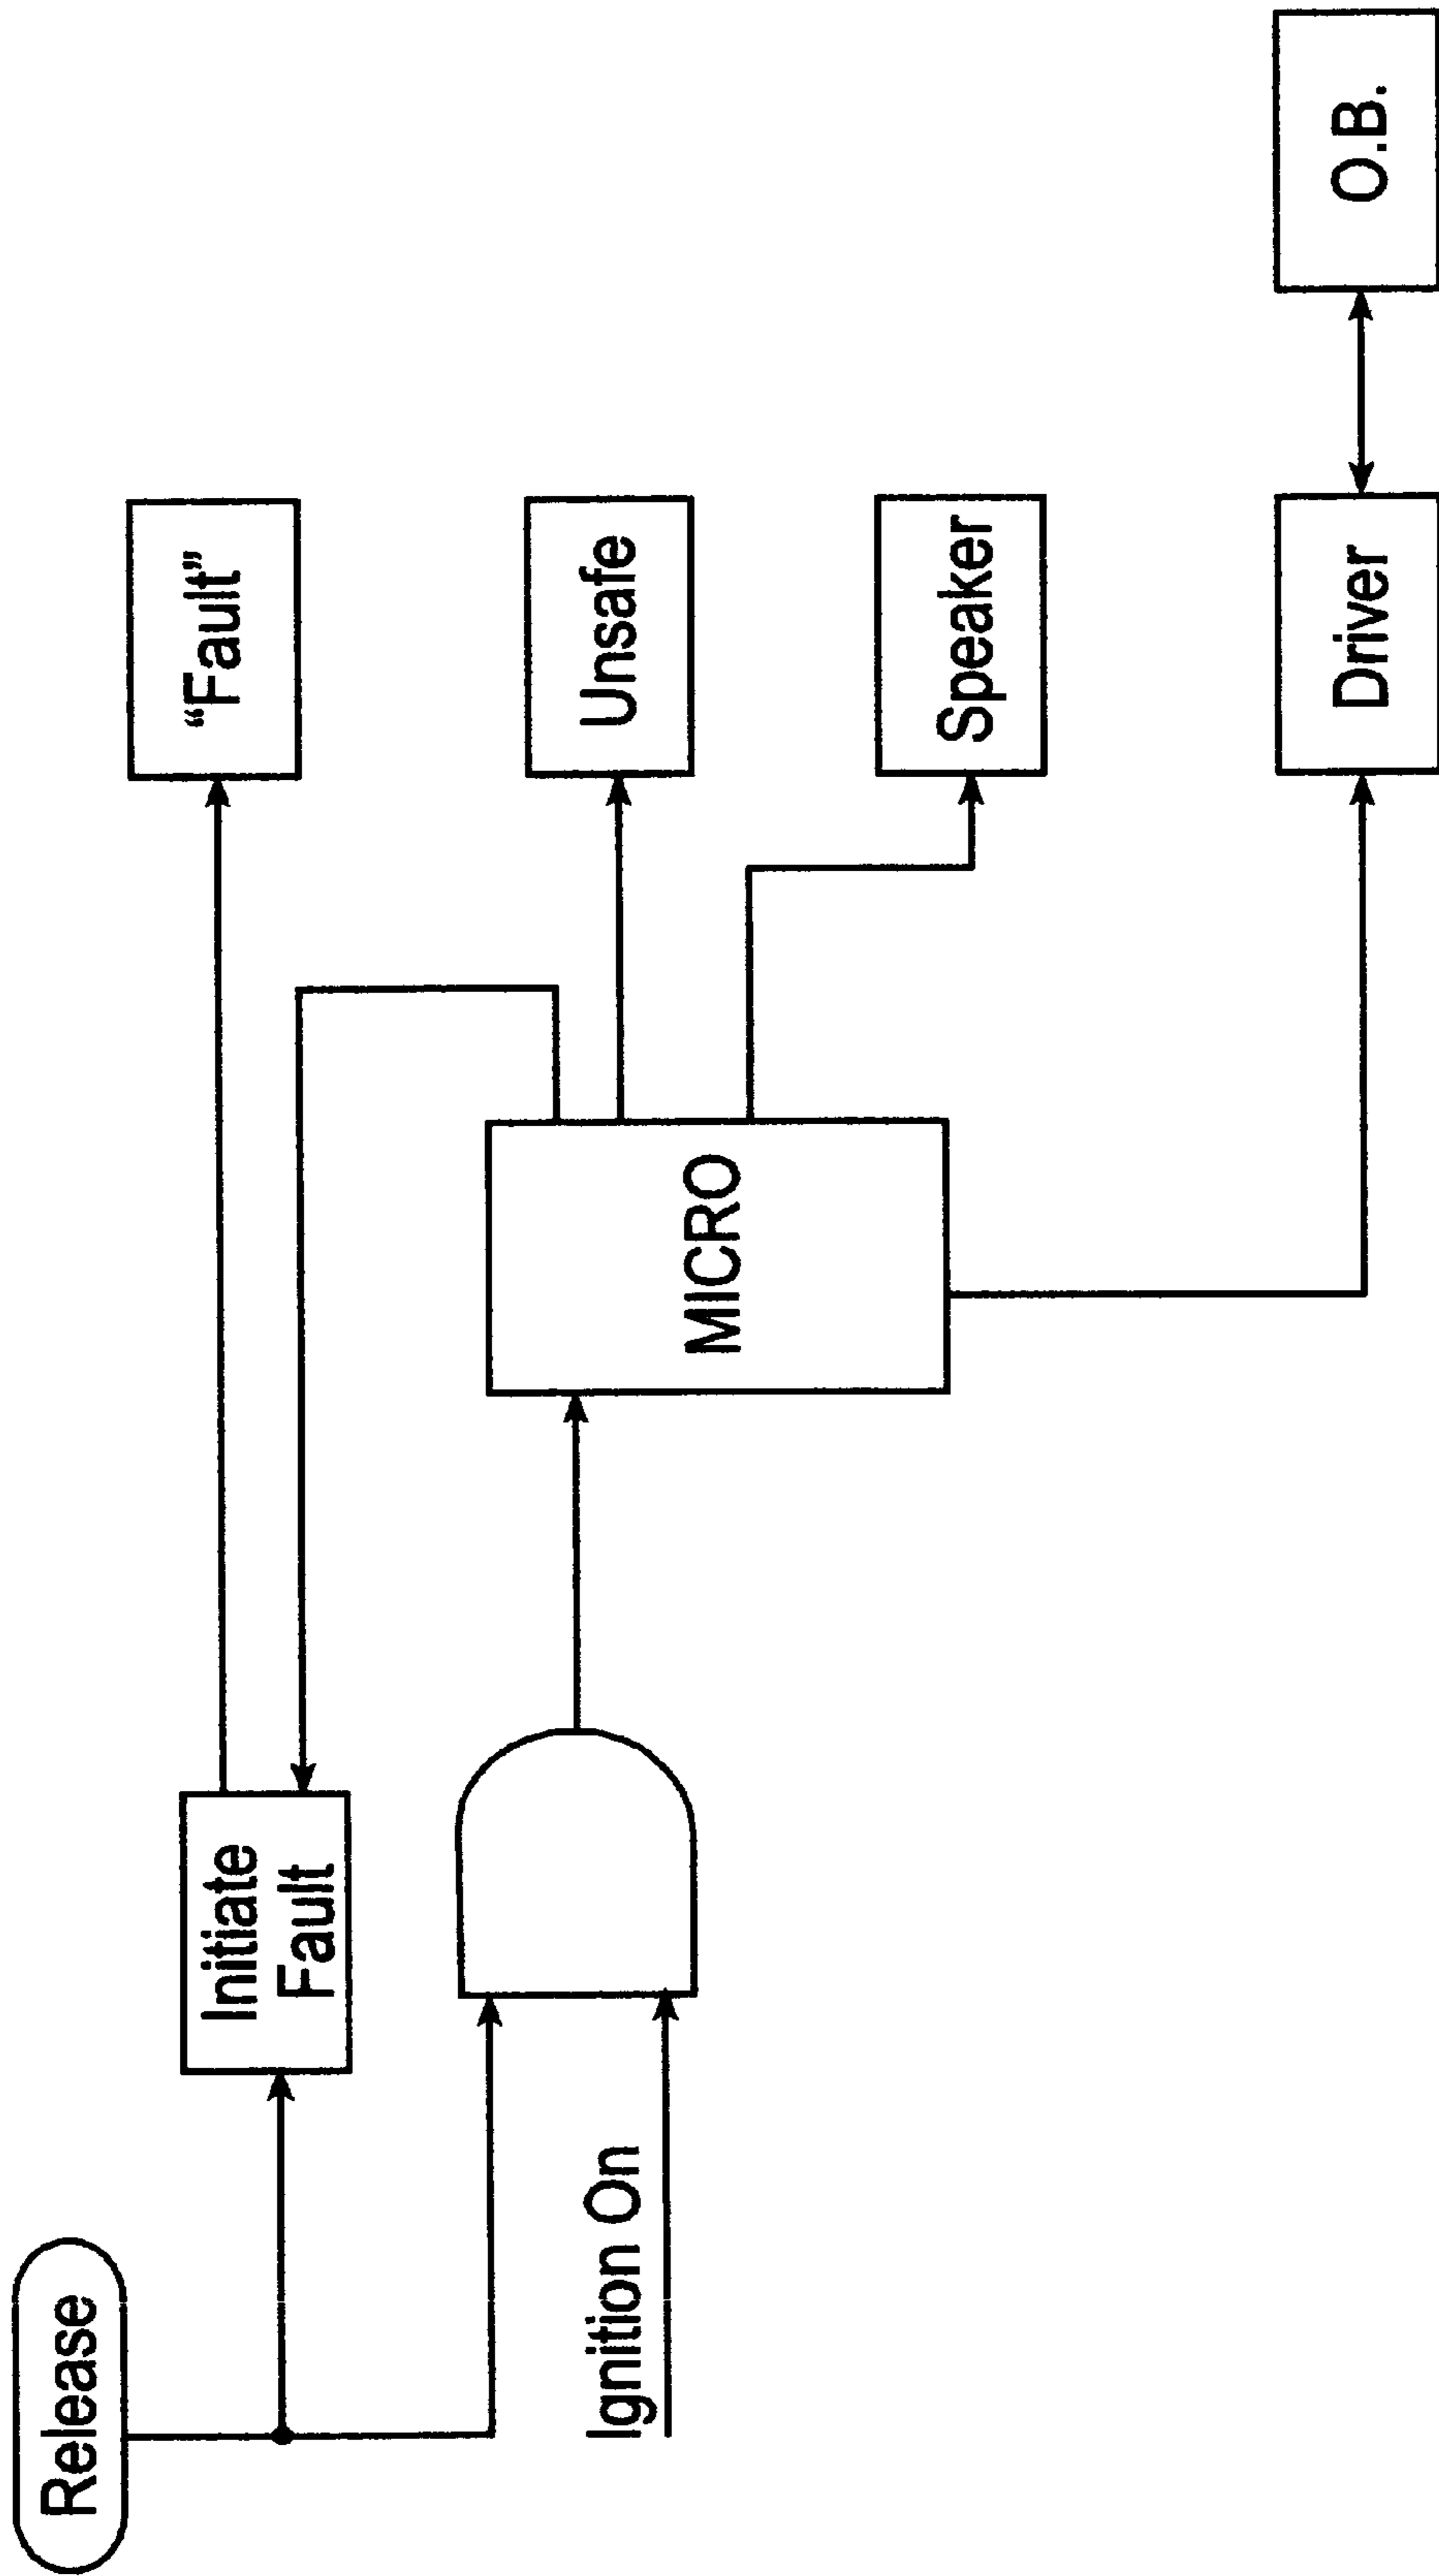 Release
Initiate
Fault
"Fault"
Ignition On
MICRO
Unsafe
Speaker
Driver
O.B.